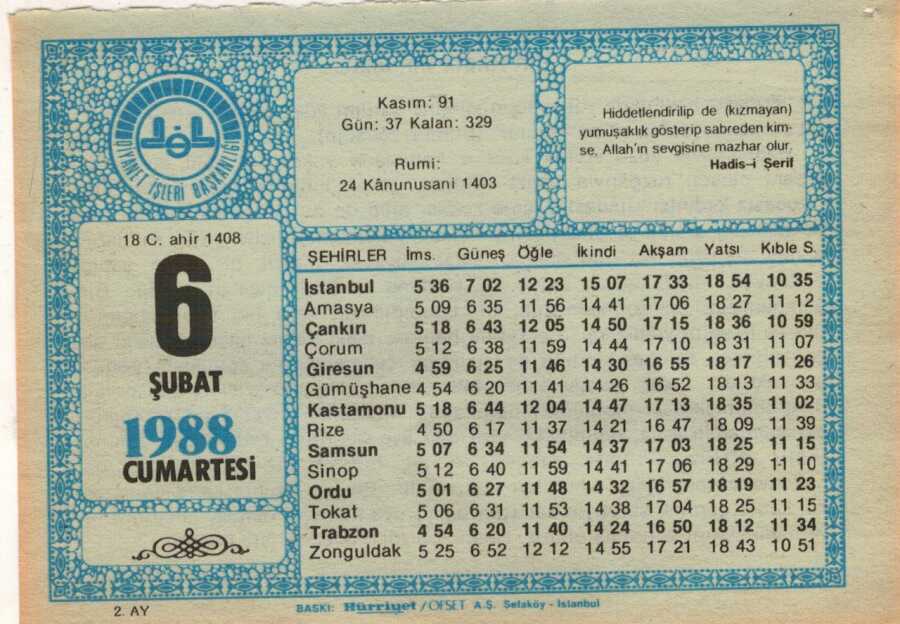 DİYANET İŞLERİ BAŞKANLIĞI
18 C. ahir 1408
6
ŞUBAT
1988
CUMARTESİ
Kasım: 91
Gün: 37 Kalan: 329
Rumi:
24 Kânunusani 1403
Hiddetlendirilip de (kızmayan)
yumuşaklık gösterip sabreden kim-
se, Allah'ın sevgisine mazhar olur.
Hadis-i Şerif
ŞEHİRLER İms. Güneş Öğle İkindi Akşam Yatsı Kıble S.
İstanbul 5 36 7 02 12 23 15 07 17 33 18 54 10 35
Amasya 5 09 6 35 11 56 14 41 17 06 18 27 11 12
Çankırı 5 18 6 43 12 05 14 50 17 15 18 36 10 59
Çorum 5 12 6 38 11 59 14 44 17 10 18 31 11 07
Giresun 4 59 6 25 11 46 14 30 16 55 18 17 11 26
Gümüşhane 4 54 6 20 11 41 14 26 16 52 18 13 11 33
Kastamonu 5 18 6 44 12 04 14 47 17 13 18 35 11 02
Rize 4 50 6 17 11 37 14 21 16 47 18 09 11 39
Samsun 5 07 6 34 11 54 14 37 17 03 18 25 11 15
Sinop 5 12 6 40 11 59 14 41 17 06 18 29 11 10
Ordu 5 01 6 27 11 48 14 32 16 57 18 19 11 23
Tokat 5 06 6 31 11 53 14 38 17 04 18 25 11 15
Trabzon 4 54 6 20 11 40 14 24 16 50 18 12 11 34
Zonguldak 5 25 6 52 12 12 14 55 17 21 18 43 10 51
2. AY
BASKI: Hürriyet / OFSET A.Ş. Sefaköy - İstanbul